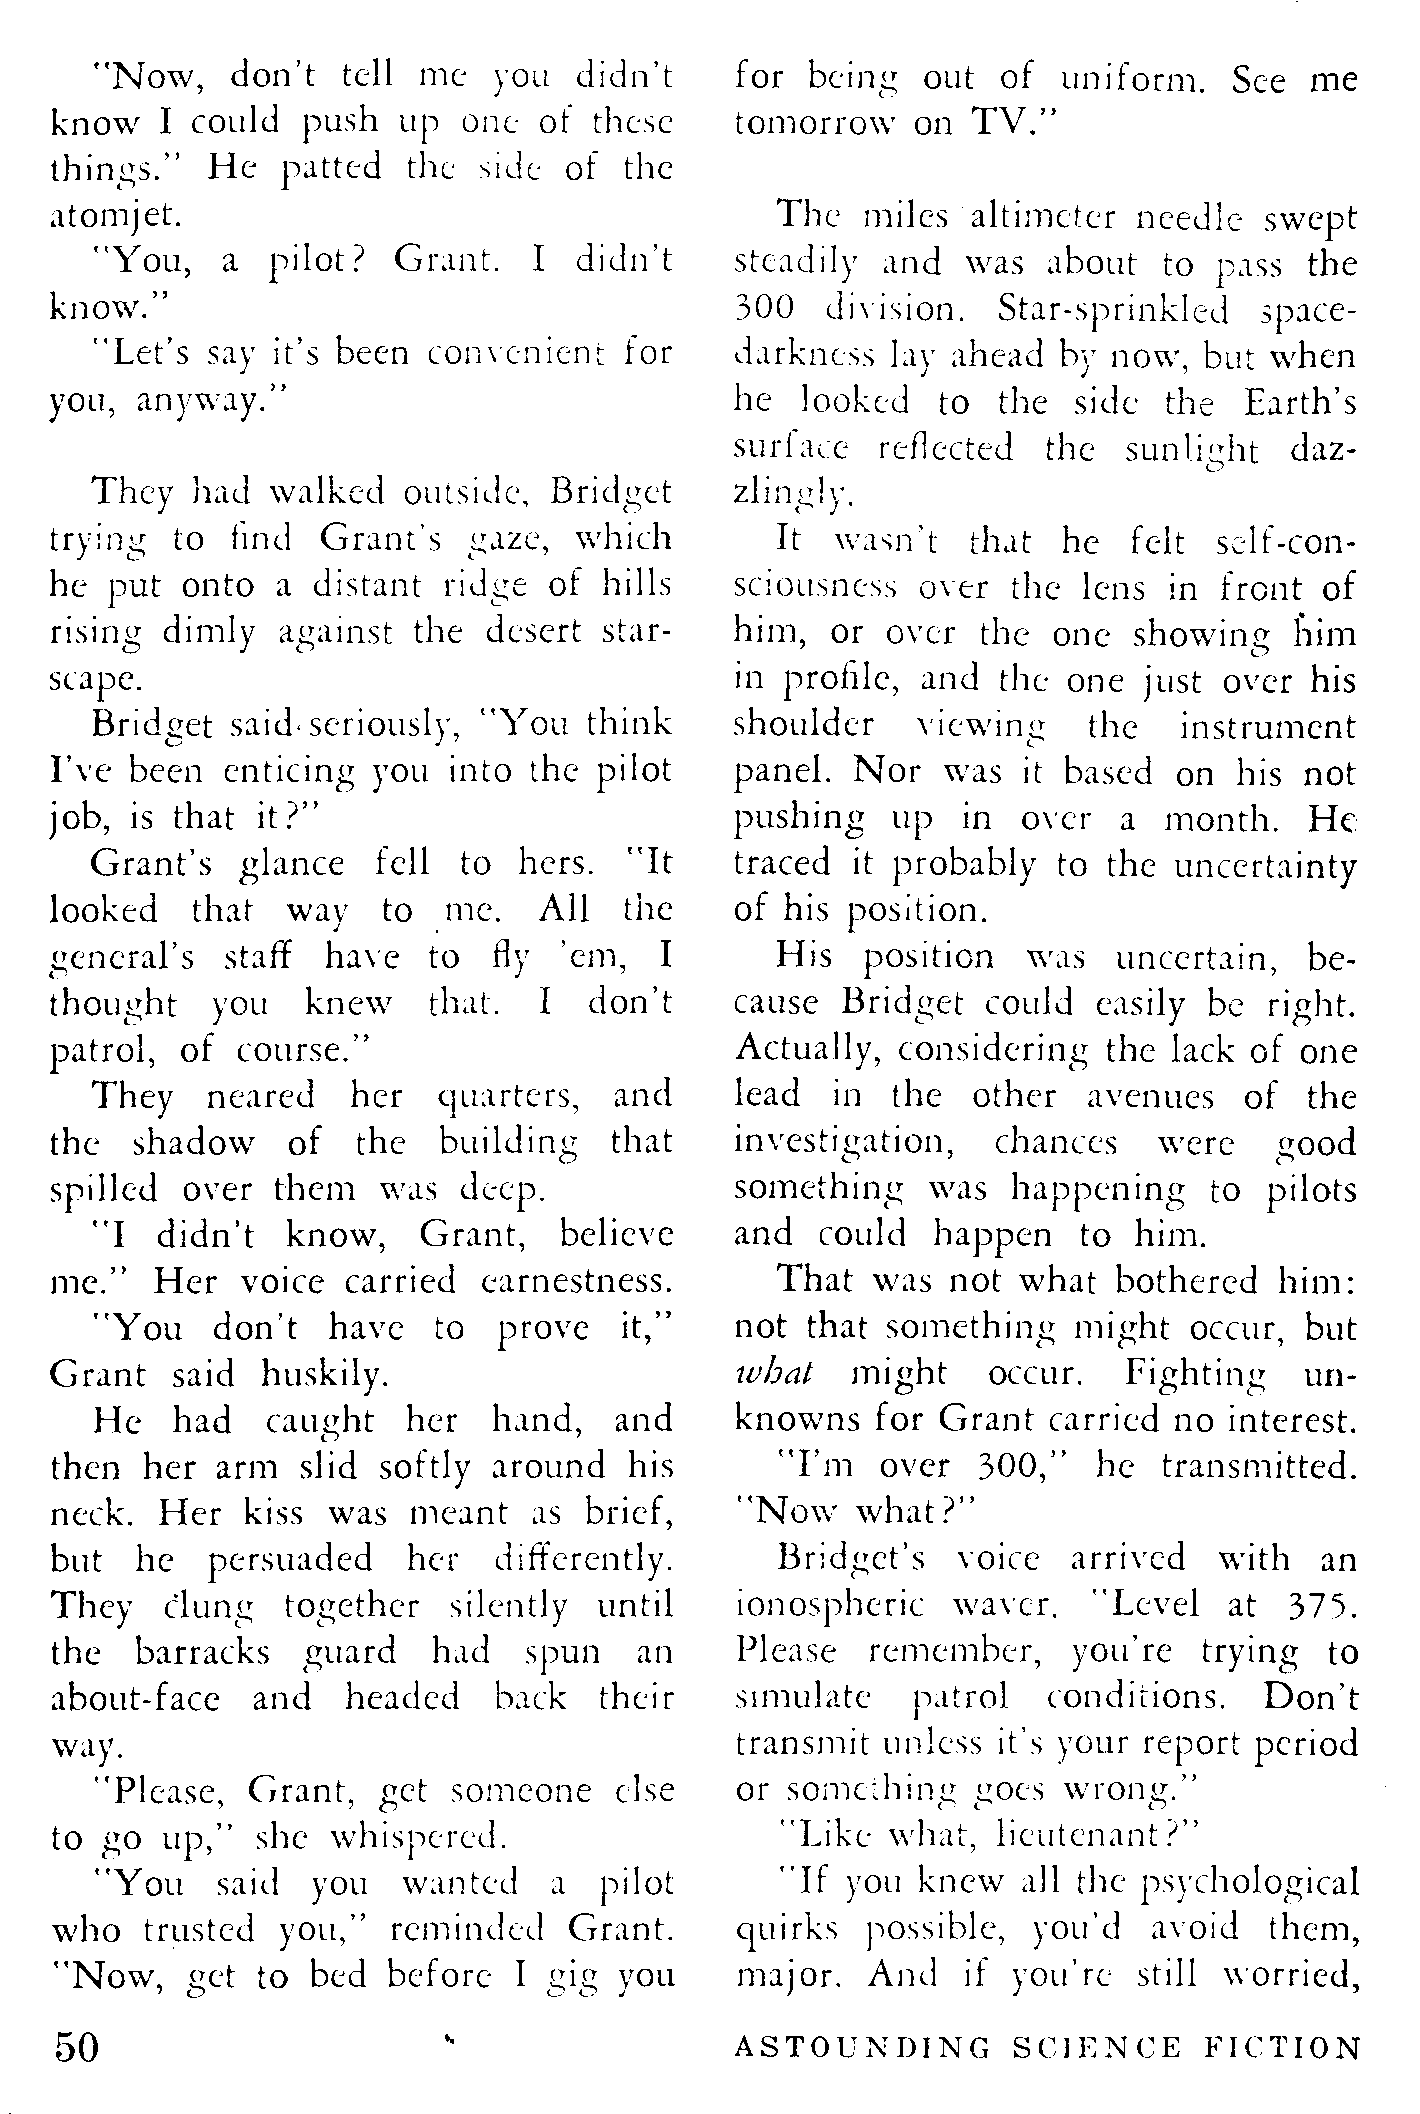 "Now, don't tell me you didn't
know I could push up one of these
things." He patted the side of the
atomjet.
"You, a pilot? Grant. I didn't
know."
"Let's say it's been convenient for
you, anyway."
They had walked outside, Bridget
trying to find Grant's gaze, which
he put onto a distant ridge of hills
rising dimly against the desert star-
scape.
Bridget said seriously, "You think
I've been enticing you into the pilot
job, is that it?"
Grant's glance fell to hers. "It
looked that way to me. All the
general's staff have to fly 'em, I
thought you knew that. I don't
patrol, of course."
They neared her quarters, and
the shadow of the building that
spilled over them was deep.
"I didn't know, Grant, believe
me." Her voice carried earnestness.
"You don't have to prove it,"
Grant said huskily.
He had caught her hand, and
then her arm slid softly around his
neck. Her kiss was meant as brief,
but he persuaded her differently.
They clung together silently until
the barracks guard had spun an
about-face and headed back their
way.
"Please, Grant, get someone else
to go up," she whispered.
"You said you wanted a pilot
who trusted you," reminded Grant.
"Now, get to bed before I gig you
for being out of uniform. See me
tomorrow on TV."
The miles altimeter needle swept
steadily and was about to pass the
300 division. Star-sprinkled space-
darkness lay ahead by now, but when
he looked to the side the Earth's
surface reflected the sunlight daz-
zlingly.
It wasn't that he felt self-con-
sciousness over the lens in front of
him, or over the one showing him
in profile, and the one just over his
shoulder viewing the instrument
panel. Nor was it based on his not
pushing up in over a month. He
traced it probably to the uncertainty
of his position.
His position was uncertain, be-
cause Bridget could easily be right.
Actually, considering the lack of one
lead in the other avenues of the
investigation, chances were good
something was happening to pilots
and could happen to him.
That was not what bothered him:
not that something might occur, but
what might occur. Fighting un-
knowns for Grant carried no interest.
"I'm over 300," he transmitted.
"Now what?"
Bridget's voice arrived with an
ionospheric waver. "Level at 375.
Please remember, you're trying to
simulate patrol conditions. Don't
transmit unless it's your report period
or something goes wrong."
"Like what, lieutenant?"
"If you knew all the psychological
quirks possible, you'd avoid them,
major. And if you're still worried,
50
ASTOUNDING SCIENCE FICTION